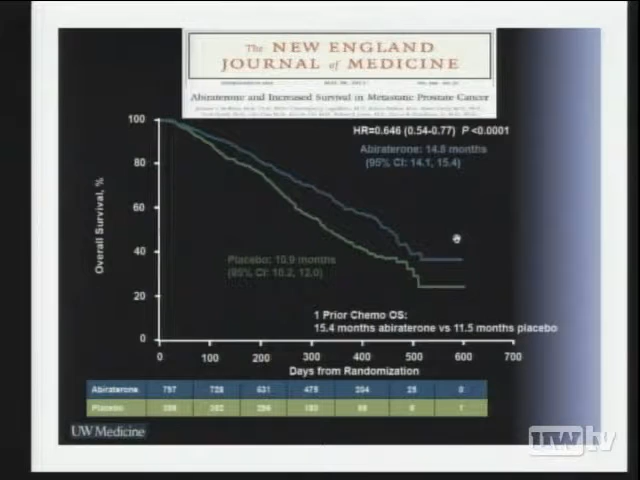 The NEW ENGLAND
JOURNAL of MEDICINE
Abiraterone and Increased Survival in Metastatic Prostate Cancer
HR=0.646 (0.54-0.77) P <0.0001
Abiraterone: 14.8 months
(95% CI: 14.1, 15.4)
Placebo: 10.9 months
(95% CI: 10.2, 12.0)
1 Prior Chemo OS:
15.4 months abiraterone vs 11.5 months placebo
Overall Survival, %
100
80
60
40
20
0
0 100 200 300 400 500 600 700
Days from Randomization
Abiraterone 797 728 631 475 204 25 0
Placebo
UW Medicine
UWtv